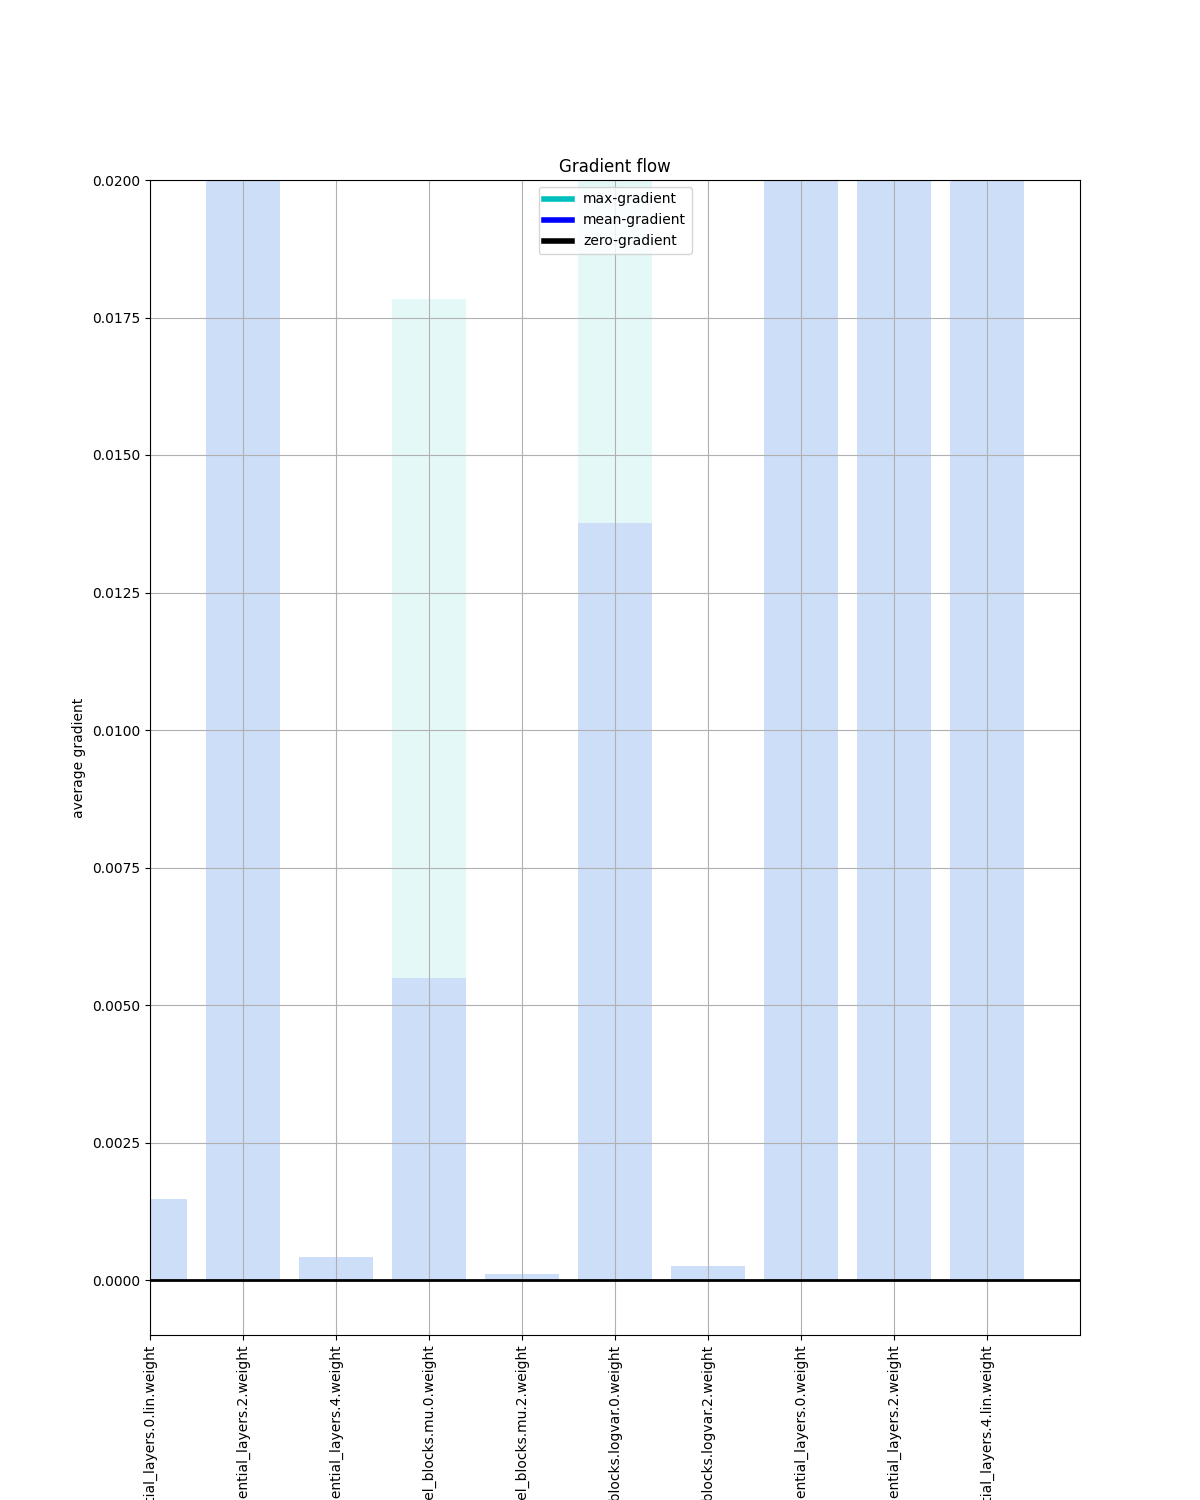 Gradient flow
max-gradient
mean-gradient
zero-gradient
0.0200
0.0175
0.0150
0.0125
0.0100
0.0075
0.0050
0.0025
0.0000
average gradient
tial_layers.0.lin.weight
ential_layers.2.weight
ential_layers.4.weight
el_blocks.mu.0.weight
el_blocks.mu.2.weight
blocks.logvar.0.weight
blocks.logvar.2.weight
ential_layers.0.weight
ential_layers.2.weight
tial_layers.4.lin.weight